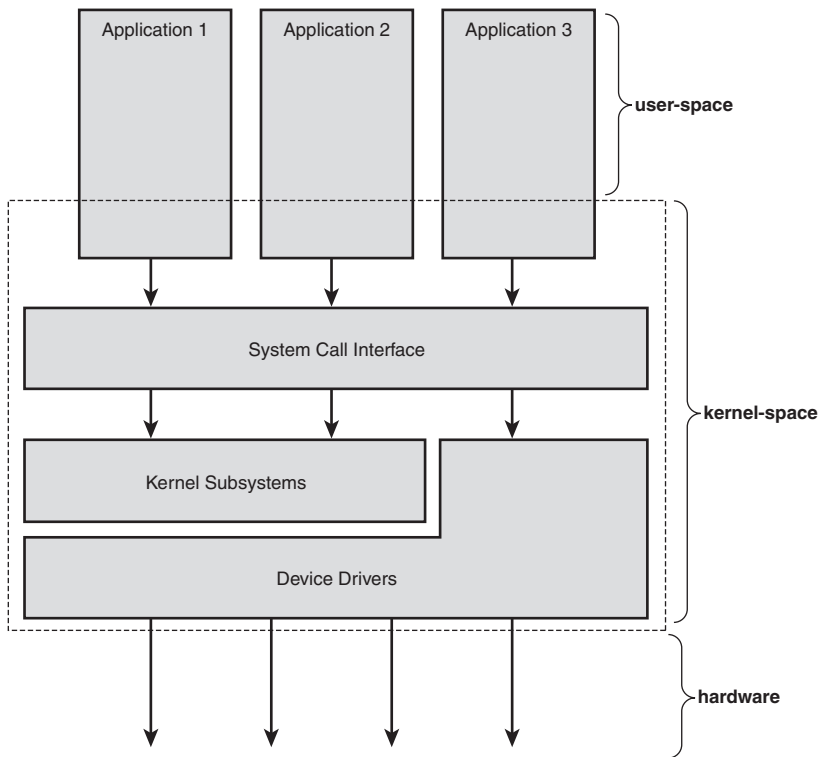 Application 1
Application 2
Application 3
user-space
System Call Interface
kernel-space
Kernel Subsystems
Device Drivers
hardware